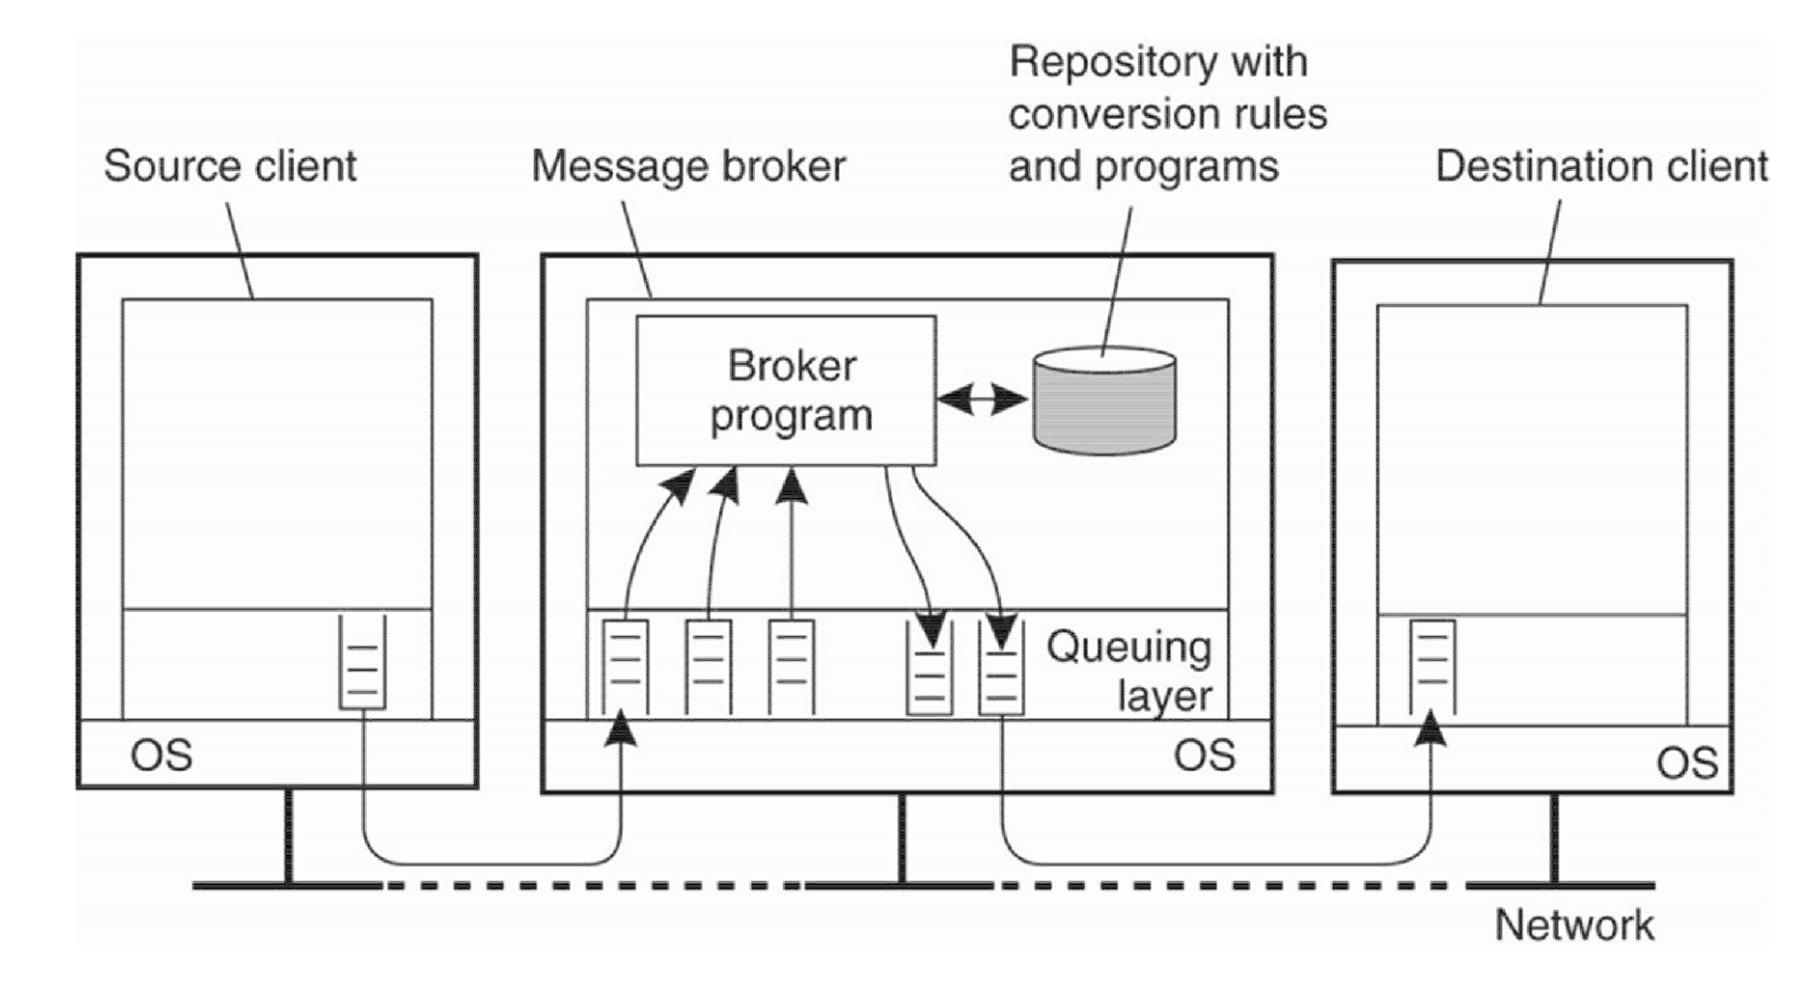 Repository with
conversion rules
and programs
Source client
Message broker
Destination client
Broker
program
Queuing
layer
OS
OS
OS
Network